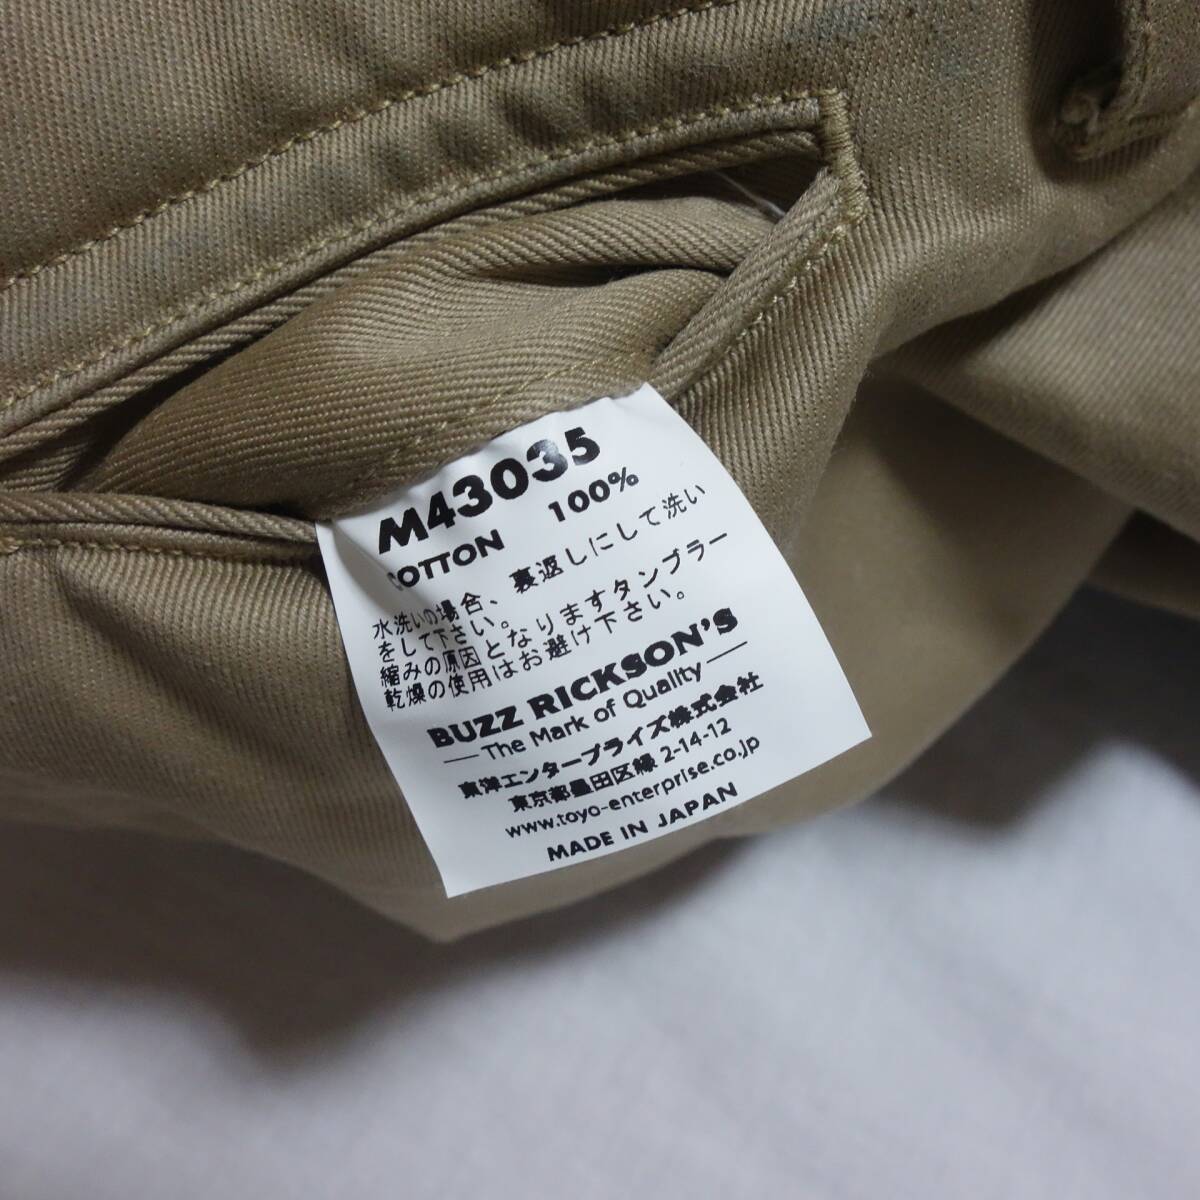 M43035
COTTON 100%
水洗いの場合、裏返しにして洗い
をして下さい。
縮みの原因となりますタンブラー
乾燥の使用はお避け下さい。
BUZZ RICKSON'S
The Mark of Quality
東洋エンタープライズ株式会社
東京都墨田区緑 2-14-12
www.toyo-enterprise.co.jp
MADE IN JAPAN